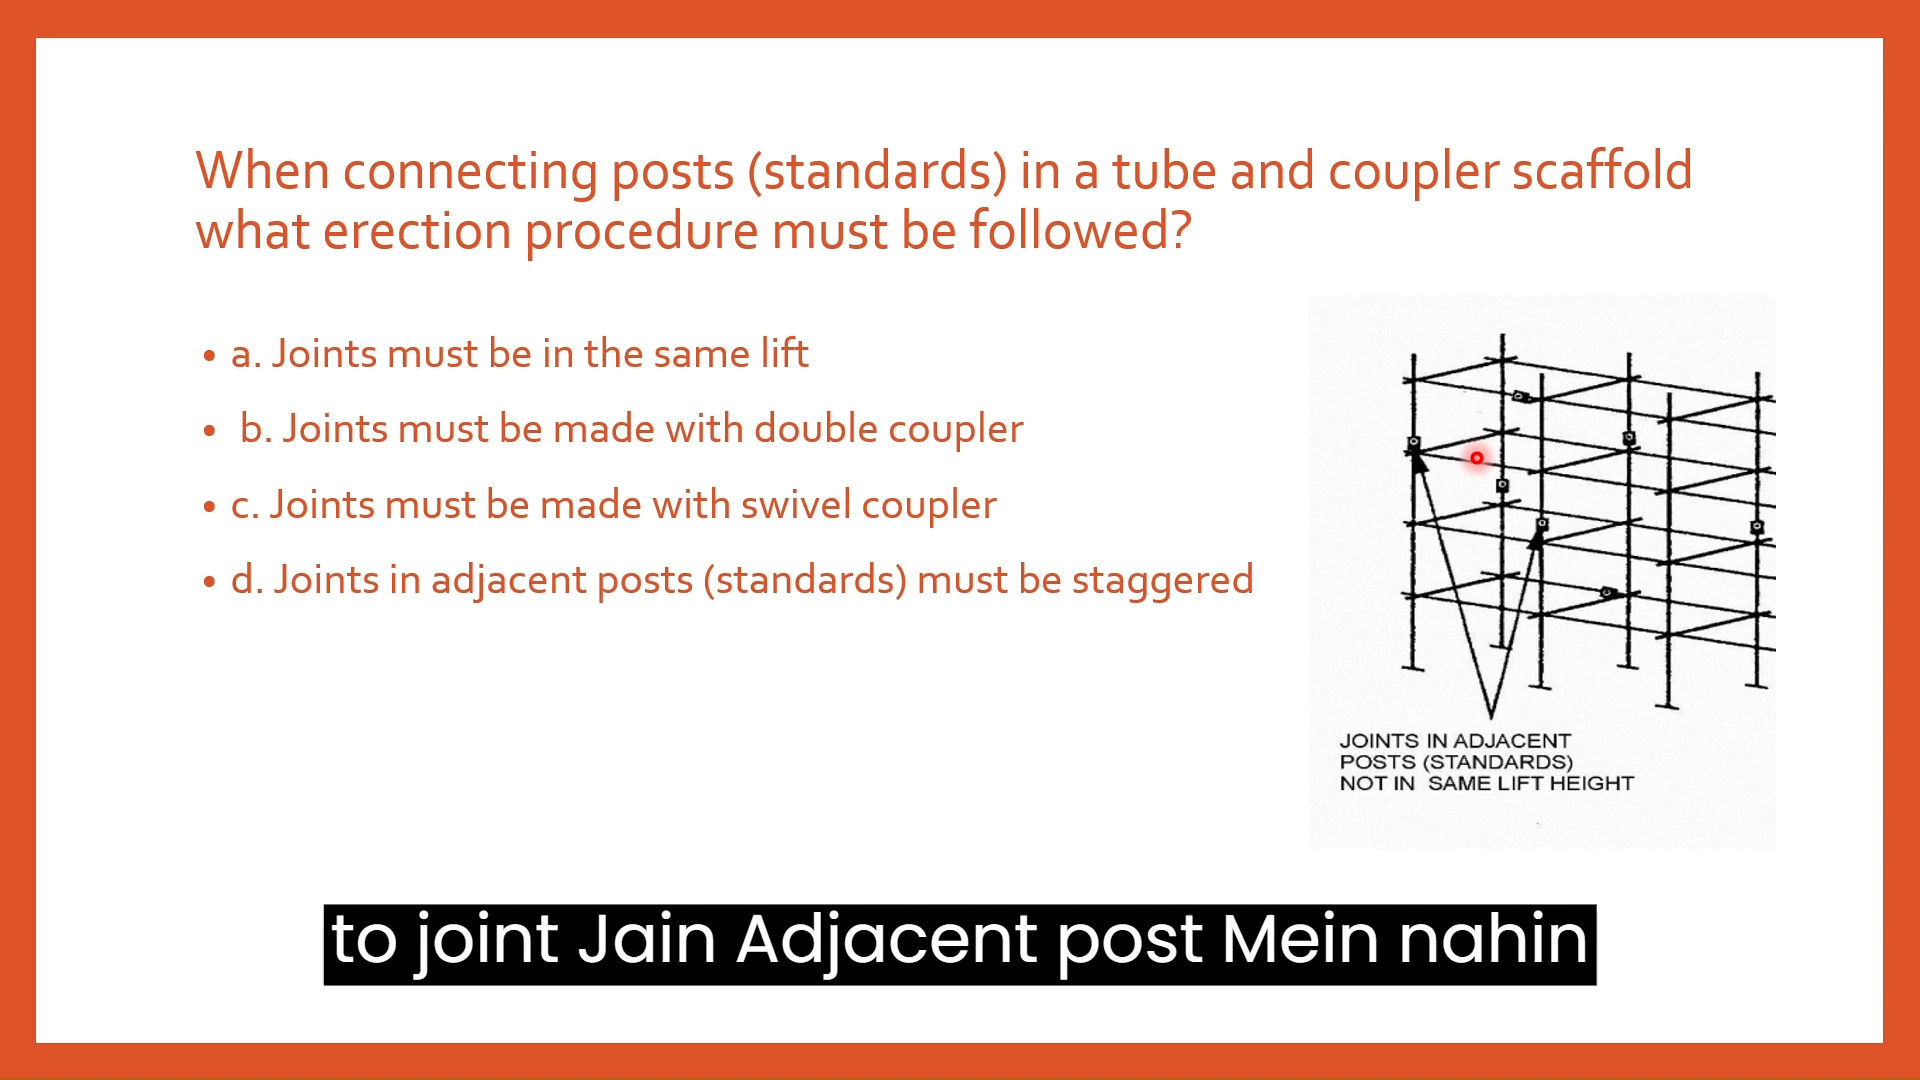 When connecting posts (standards) in a tube and coupler scaffold
what erection procedure must be followed?
• a. Joints must be in the same lift
• b. Joints must be made with double coupler
• c. Joints must be made with swivel coupler
• d. Joints in adjacent posts (standards) must be staggered
JOINTS IN ADJACENT
POSTS (STANDARDS)
NOT IN SAME LIFT HEIGHT
to joint Jain Adjacent post Mein nahin